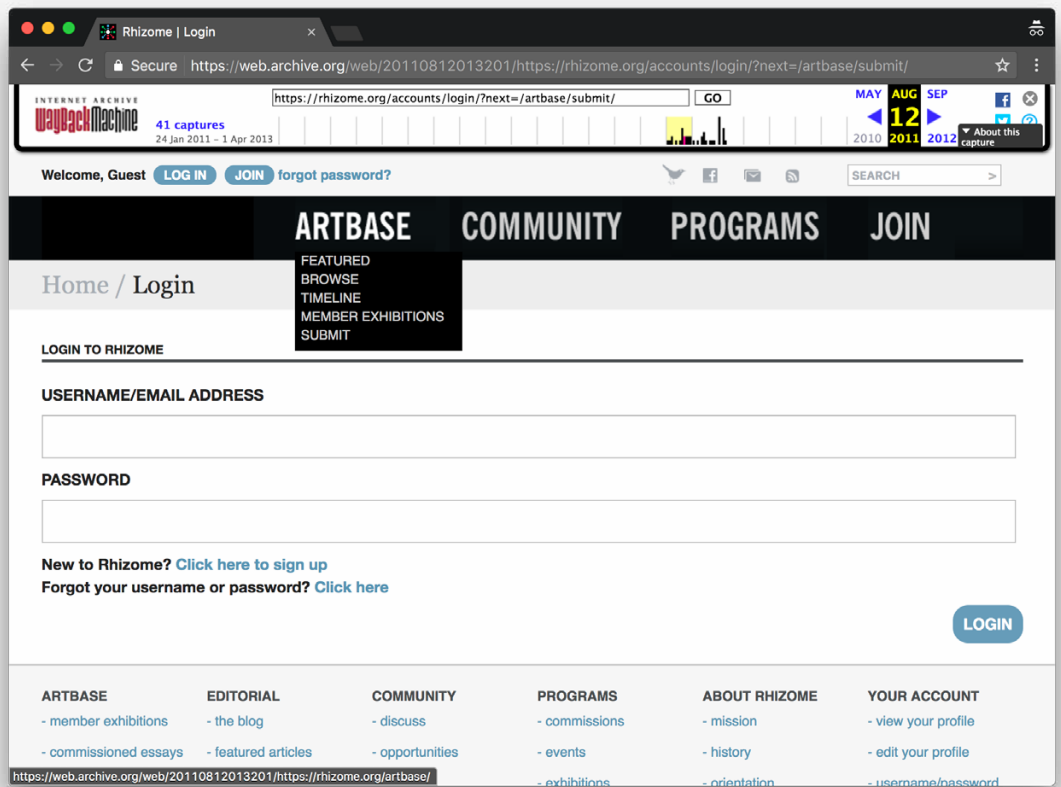 Rhizome | Login
Secure https://web.archive.org/web/20110812013201/https://rhizome.org/accounts/login/?next=/artbase/submit/
INTERNET ARCHIVE
WayBackMachine
https://rhizome.org/accounts/login/?next=/artbase/submit/ GO
41 captures
24 Jan 2011 – 1 Apr 2013
MAY AUG SEP
12
2010 2011 2012
▼ About this capture
Welcome, Guest LOG IN JOIN forgot password?
SEARCH >
ARTBASE COMMUNITY PROGRAMS JOIN
FEATURED
BROWSE
TIMELINE
MEMBER EXHIBITIONS
SUBMIT
Home / Login
LOGIN TO RHIZOME
USERNAME/EMAIL ADDRESS
PASSWORD
New to Rhizome? Click here to sign up
Forgot your username or password? Click here
LOGIN
ARTBASE EDITORIAL COMMUNITY PROGRAMS ABOUT RHIZOME YOUR ACCOUNT
- member exhibitions - the blog - discuss - commissions - mission - view your profile
- commissioned essays - featured articles - opportunities - events - history - edit your profile
https://web.archive.org/web/20110812013201/https://rhizome.org/artbase/
- exhibitions - orientation - username/password